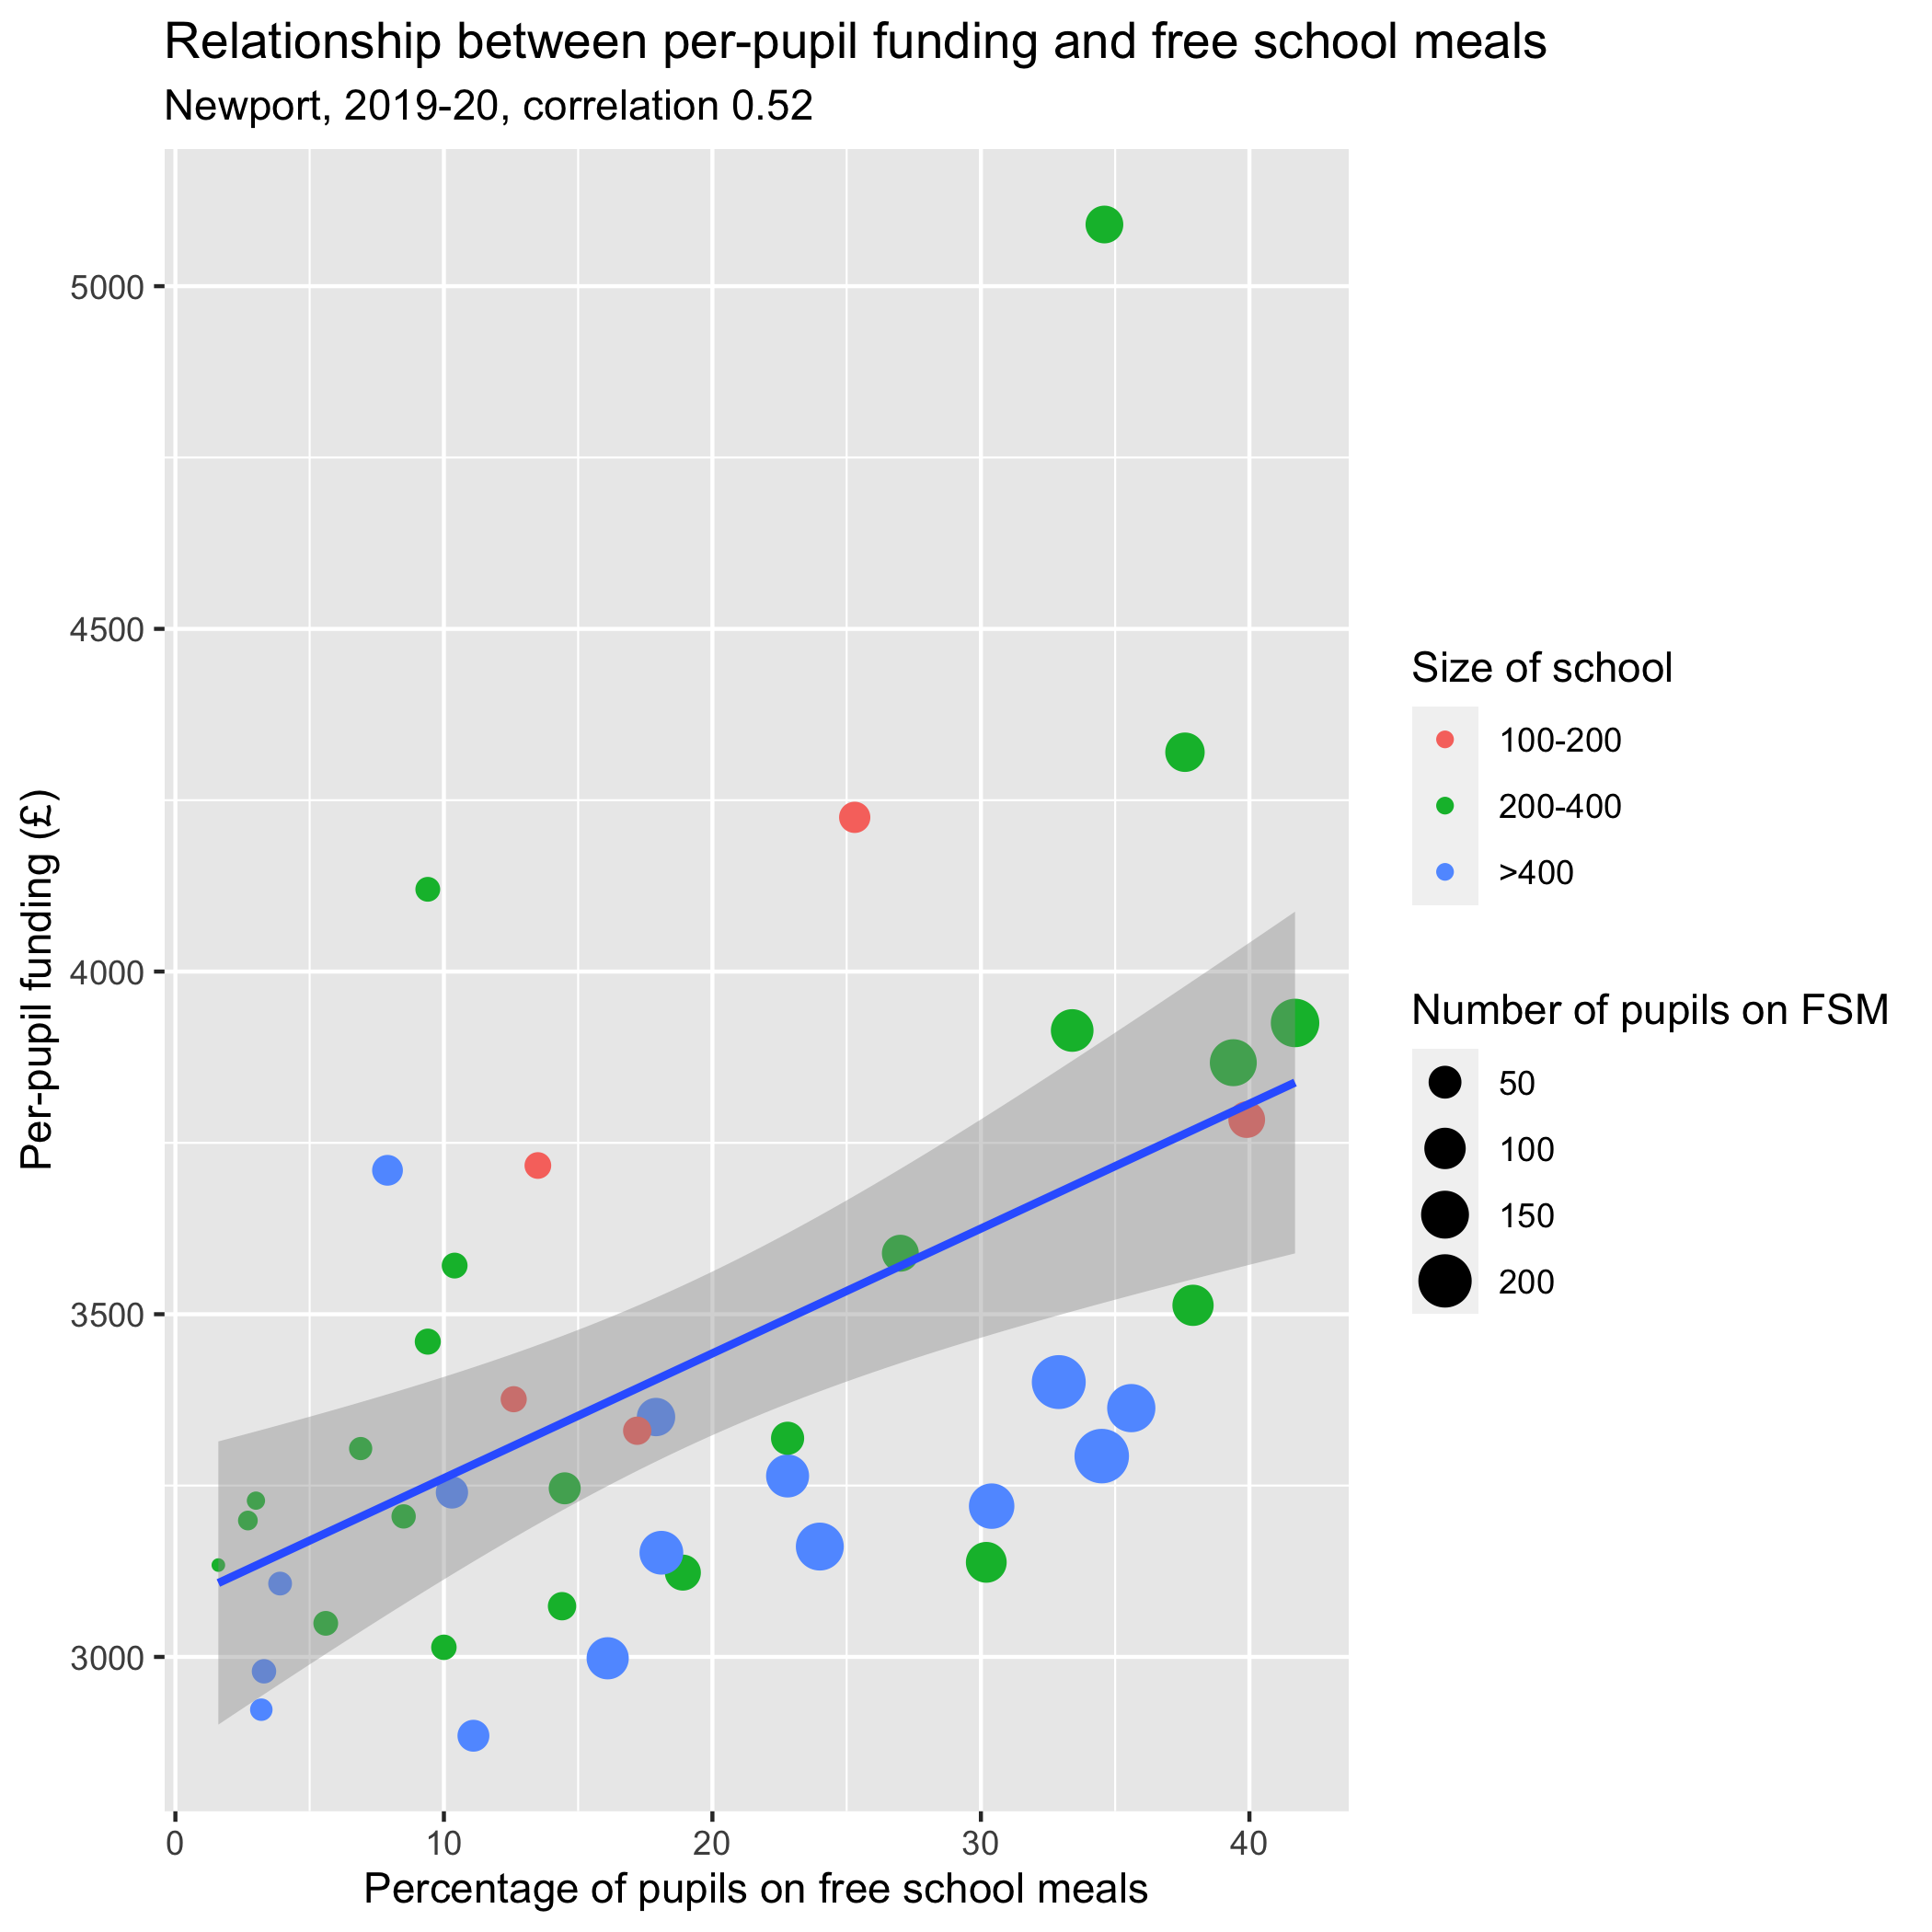 Relationship between per-pupil funding and free school meals
Newport, 2019-20, correlation 0.52
Per-pupil funding (£)
5000
4500
4000
3500
3000
0 10 20 30 40
Percentage of pupils on free school meals
Size of school
100-200
200-400
>400
Number of pupils on FSM
50
100
150
200